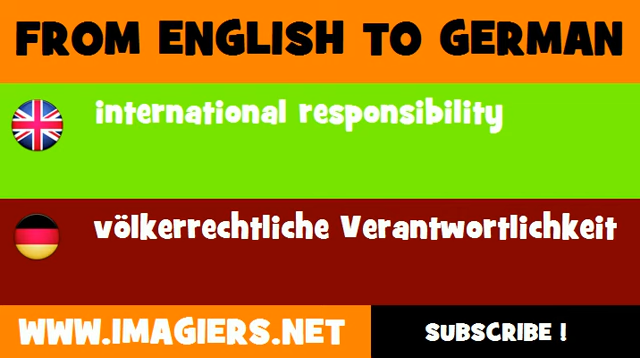 FROM ENGLISH TO GERMAN
international responsibility
völkerrechtliche Verantwortlichkeit
WWW.IMAGIERS.NET
SUBSCRIBE !